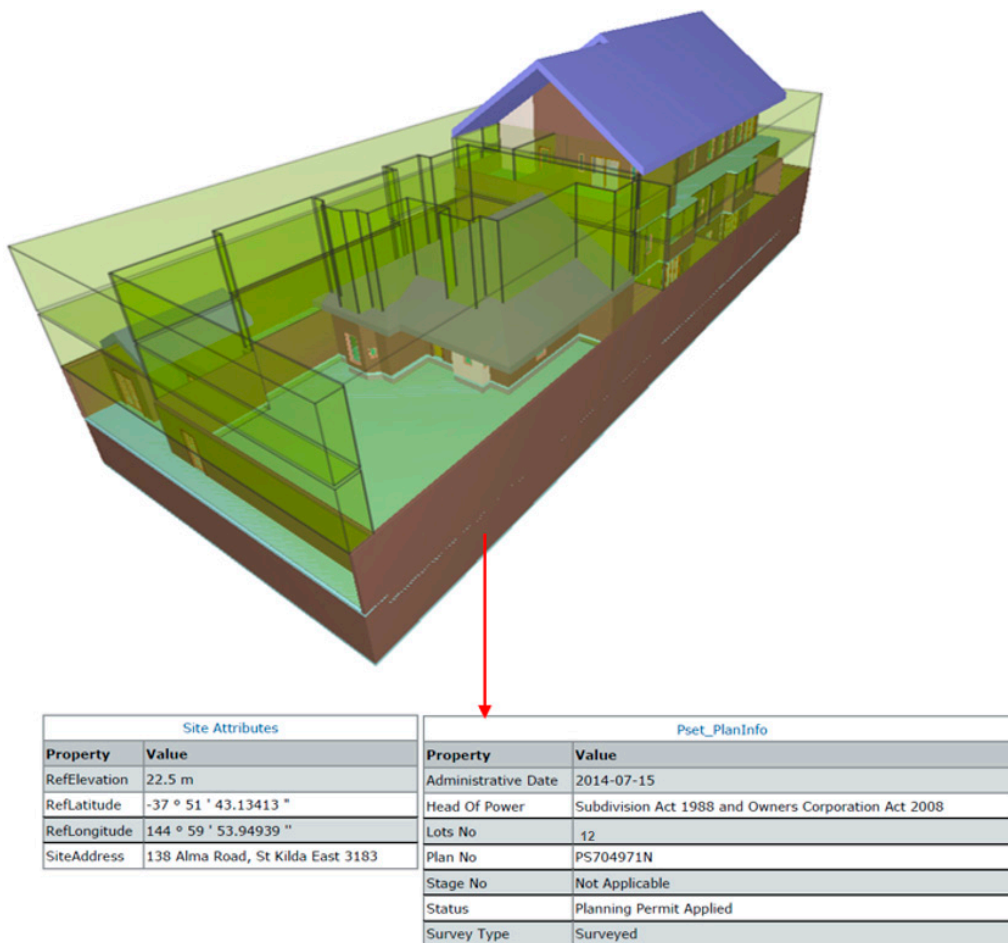 Site Attributes
Property Value
RefElevation 22.5 m
RefLatitude -37 ° 51 ' 43.13413 "
RefLongitude 144 ° 59 ' 53.94939 "
SiteAddress 138 Alma Road, St Kilda East 3183
Pset_PlanInfo
Property Value
Administrative Date 2014-07-15
Head Of Power Subdivision Act 1988 and Owners Corporation Act 2008
Lots No 12
Plan No PS704971N
Stage No Not Applicable
Status Planning Permit Applied
Survey Type Surveyed